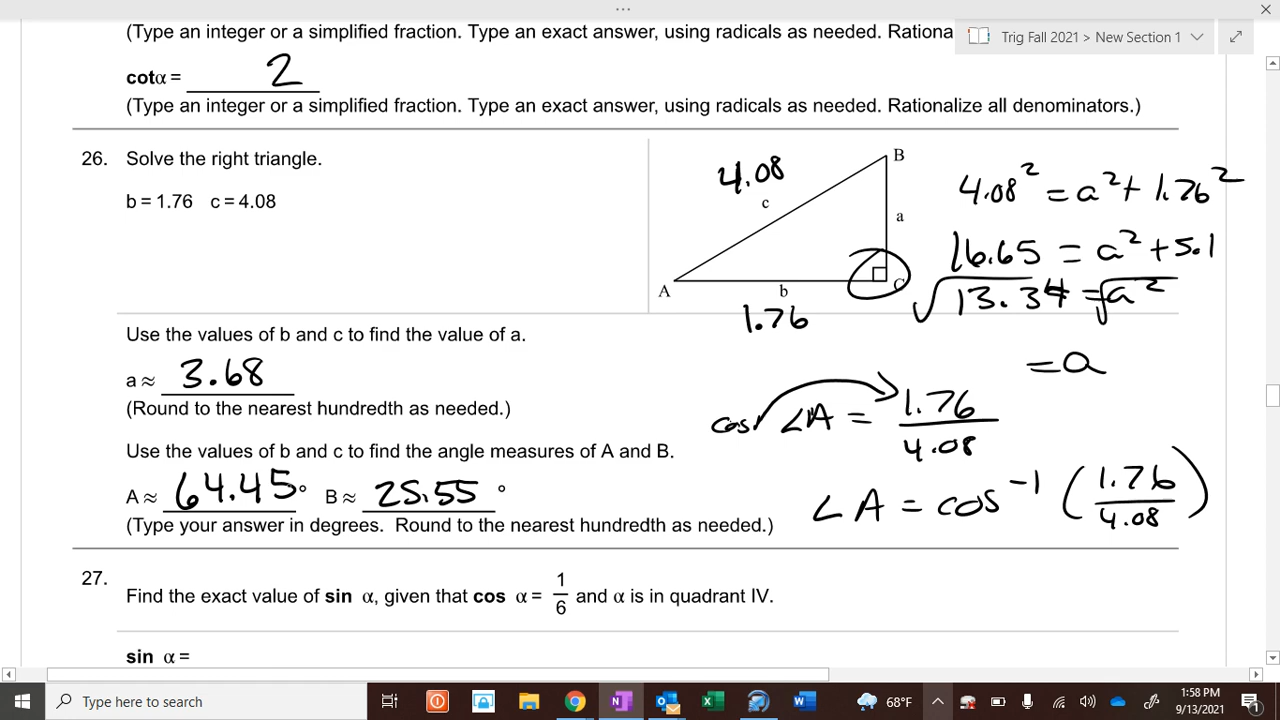 (Type an integer or a simplified fraction. Type an exact answer, using radicals as needed. Rationa
Trig Fall 2021 > New Section 1
cotα = 2
(Type an integer or a simplified fraction. Type an exact answer, using radicals as needed. Rationalize all denominators.)
26. Solve the right triangle.
b = 1.76 c = 4.08
4.08
c
B
a
A
b
C
1.76
4.08² = a² + 1.76²
16.65 = a² + 5.1
√13.34 = √a²
= a
Use the values of b and c to find the value of a.
a ≈ 3.68
(Round to the nearest hundredth as needed.)
cos ∠A = 1.76/4.08
Use the values of b and c to find the angle measures of A and B.
A ≈ 64.45° B ≈ 25.55°
∠A = cos⁻¹ (1.76/4.08)
(Type your answer in degrees. Round to the nearest hundredth as needed.)
27. Find the exact value of sin α, given that cos α = 1/6 and α is in quadrant IV.
sin α =
Type here to search
68°F
1:58 PM
9/13/2021